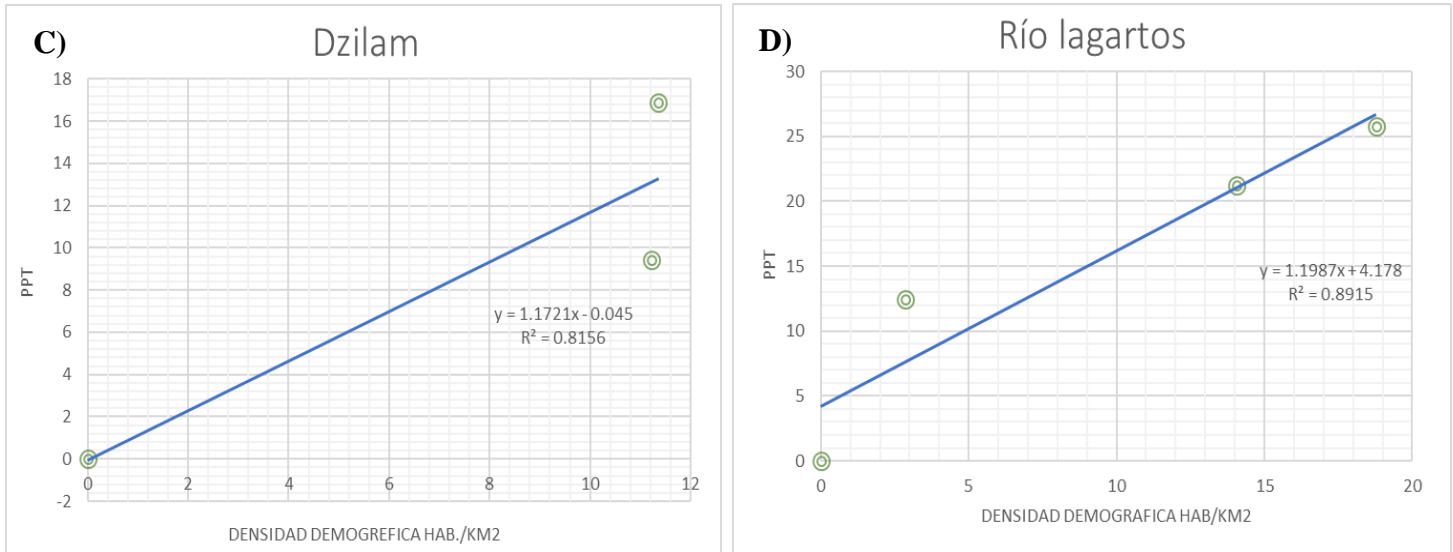 C)
Dzilam
18
16
14
12
10
8
6
4
2
0
-2
PPT
y = 1.1721x - 0.045
R² = 0.8156
0 2 4 6 8 10 12
DENSIDAD DEMOGREFICA HAB./KM2
D)
Río lagartos
30
25
20
15
10
5
0
PPT
y = 1.1987x + 4.178
R² = 0.8915
0 5 10 15 20
DENSIDAD DEMOGRAFICA HAB/KM2